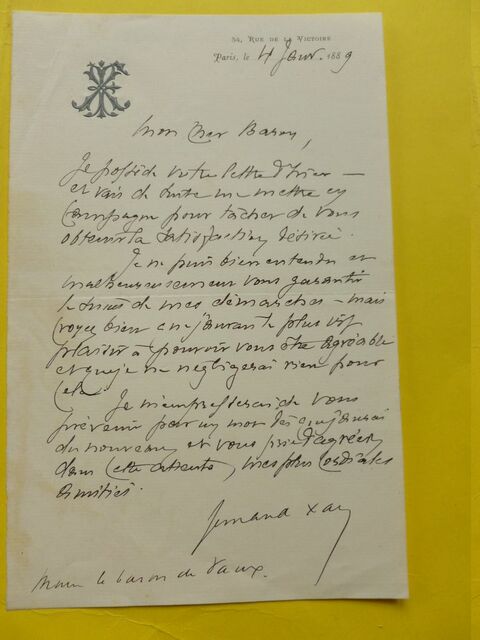 34, RUE DE LA VICTOIRE
Paris, le 4 Janv. 1889
Mon Cher Baron,
Je possède votre lettre d'hier —
et vais de suite me mettre en
Campagne pour tâcher de vous
obtenir la satisfaction désirée.
Je ne puis bien entendu et
malheureusement vous garantir
le succès de mes démarches – mais
croyez bien que j'aurai le plus vif
plaisir à pouvoir vous être agréable
et que je ne négligerai rien pour
cela.
Je m'empresserai de vous
prévenir par un mot dès que j'aurai
du nouveau et vous prie d'agréer,
dans cette attente, mes plus cordiales
amitiés.
Fernand Xau
le baron de Vaux.